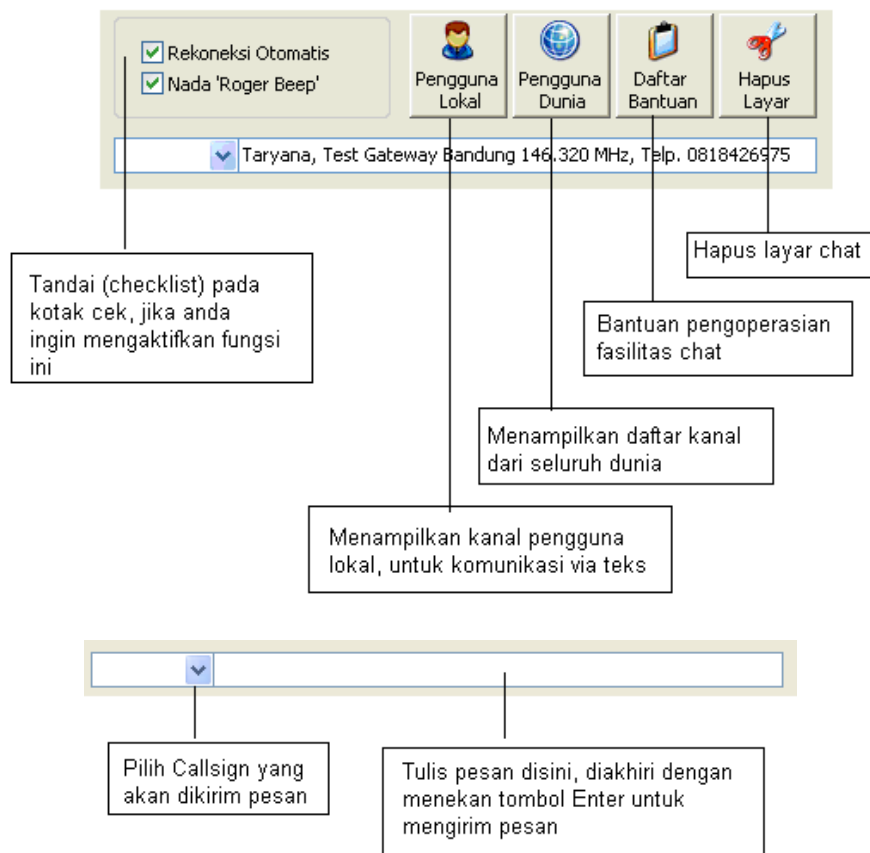 Rekoneksi Otomatis
Nada 'Roger Beep'
Pengguna
Lokal
Pengguna
Dunia
Daftar
Bantuan
Hapus
Layar
Taryana, Test Gateway Bandung 146.320 MHz, Telp. 0818426975
Hapus layar chat
Tandai (checklist) pada
kotak cek, jika anda
ingin mengaktifkan fungsi
ini
Bantuan pengoperasian
fasilitas chat
Menampilkan daftar kanal
dari seluruh dunia
Menampilkan kanal pengguna
lokal, untuk komunikasi via teks
Pilih Callsign yang
akan dikirim pesan
Tulis pesan disini, diakhiri dengan
menekan tombol Enter untuk
mengirim pesan